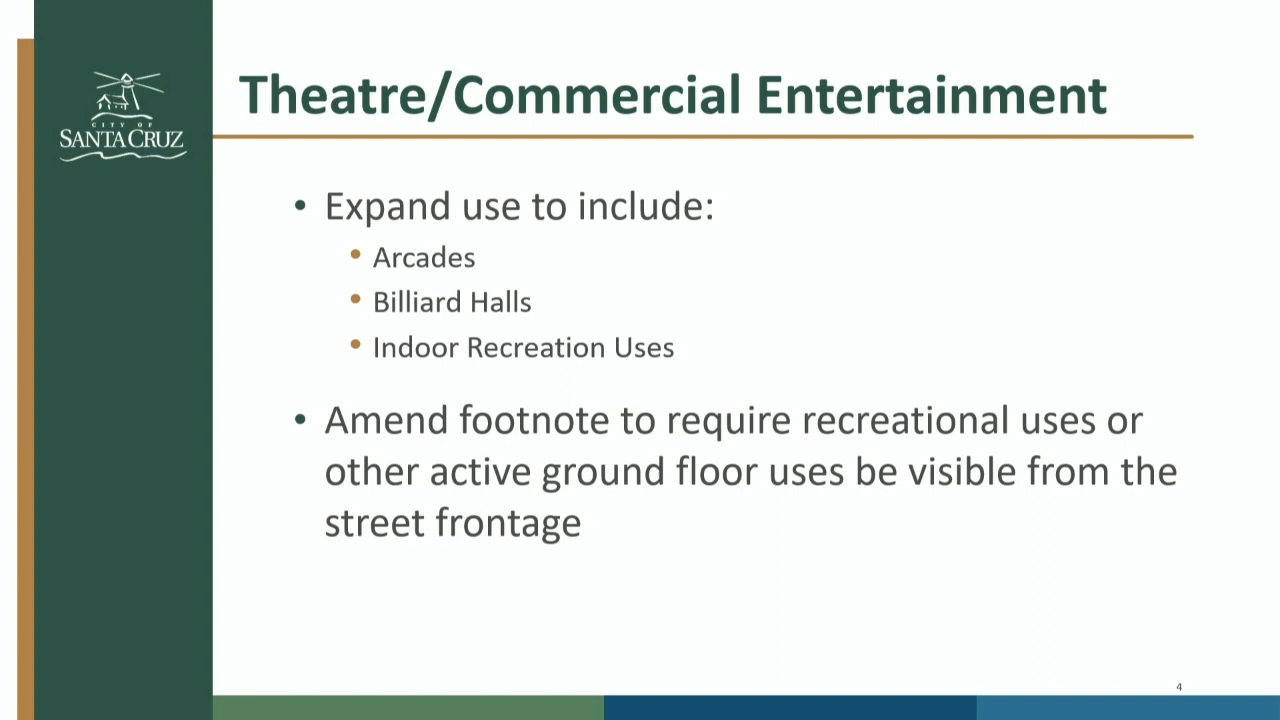 CITY OF
SANTA CRUZ
Theatre/Commercial Entertainment
• Expand use to include:
• Arcades
• Billiard Halls
• Indoor Recreation Uses
• Amend footnote to require recreational uses or
other active ground floor uses be visible from the
street frontage
4